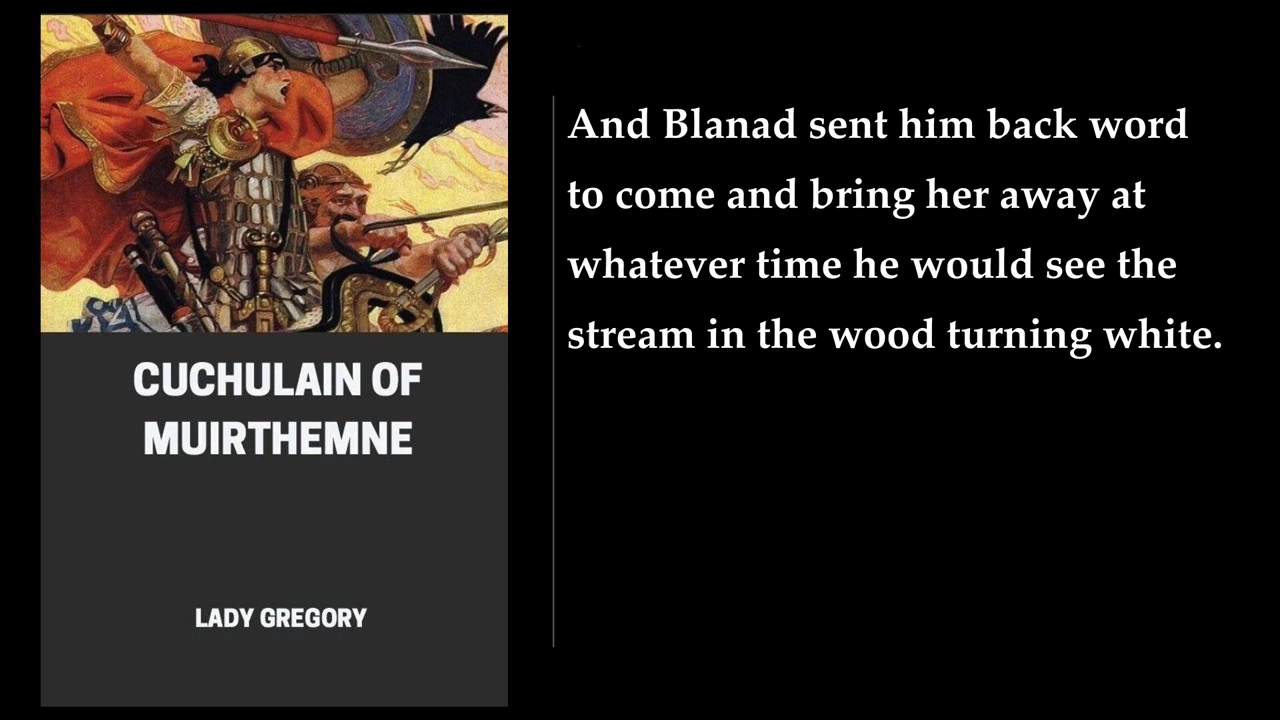 CUCHULAIN OF
MUIRTHEMNE
LADY GREGORY
And Blanad sent him back word
to come and bring her away at
whatever time he would see the
stream in the wood turning white.